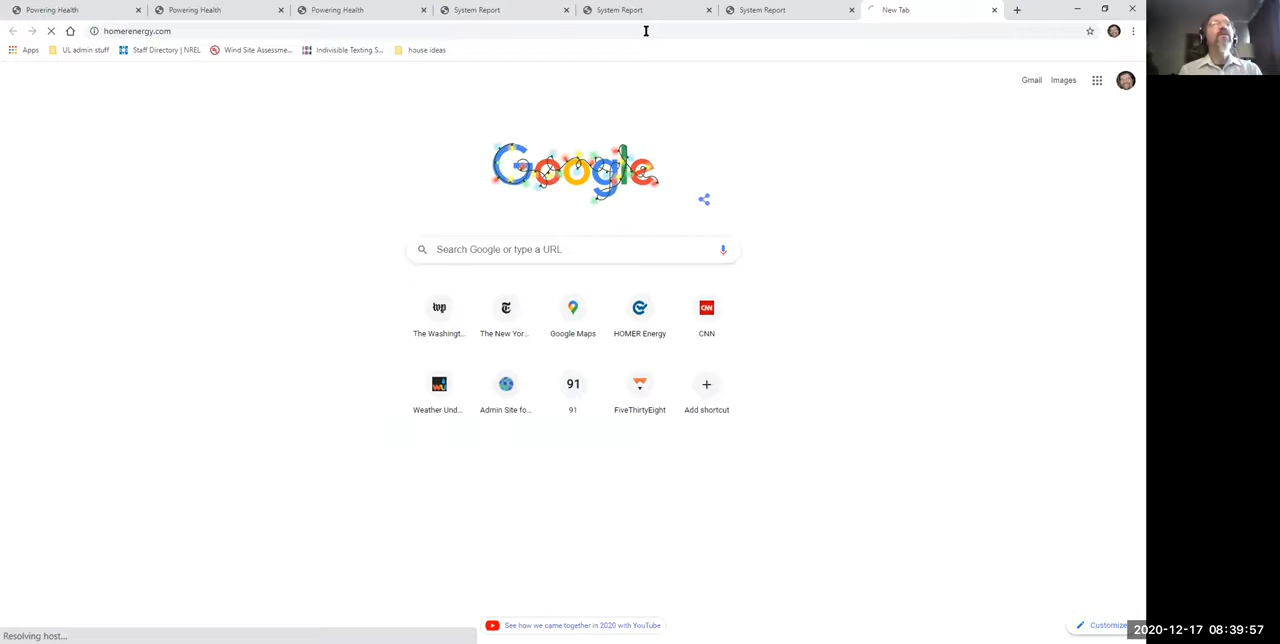 Powering Health
Powering Health
Powering Health
System Report
System Report
System Report
New Tab
homerenergy.com
Apps
UL admin stuff
Staff Directory | NREL
Wind Site Assessme...
Indivisible Texting S...
house ideas
Gmail
Images
Google
Search Google or type a URL
wp
CNN
The Washingt...
The New Yor...
Google Maps
HOMER Energy
CNN
91
Weather Und...
Admin Site fo...
91
FiveThirtyEight
Add shortcut
See how we came together in 2020 with YouTube
Customize
Resolving host...
2020-12-17 08:39:57